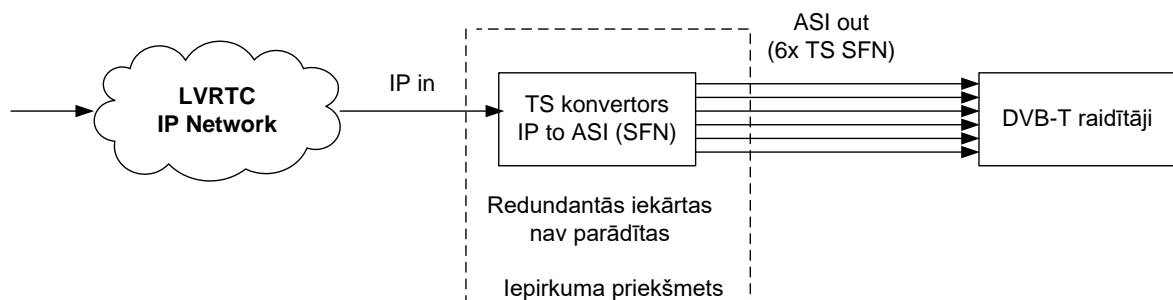 LVRTC
IP Network
IP in
TS konvertors
IP to ASI (SFN)
ASI out
(6x TS SFN)
DVB-T raidītāji
Redundantās iekārtas
nav parādītas
Iepirkuma priekšmets